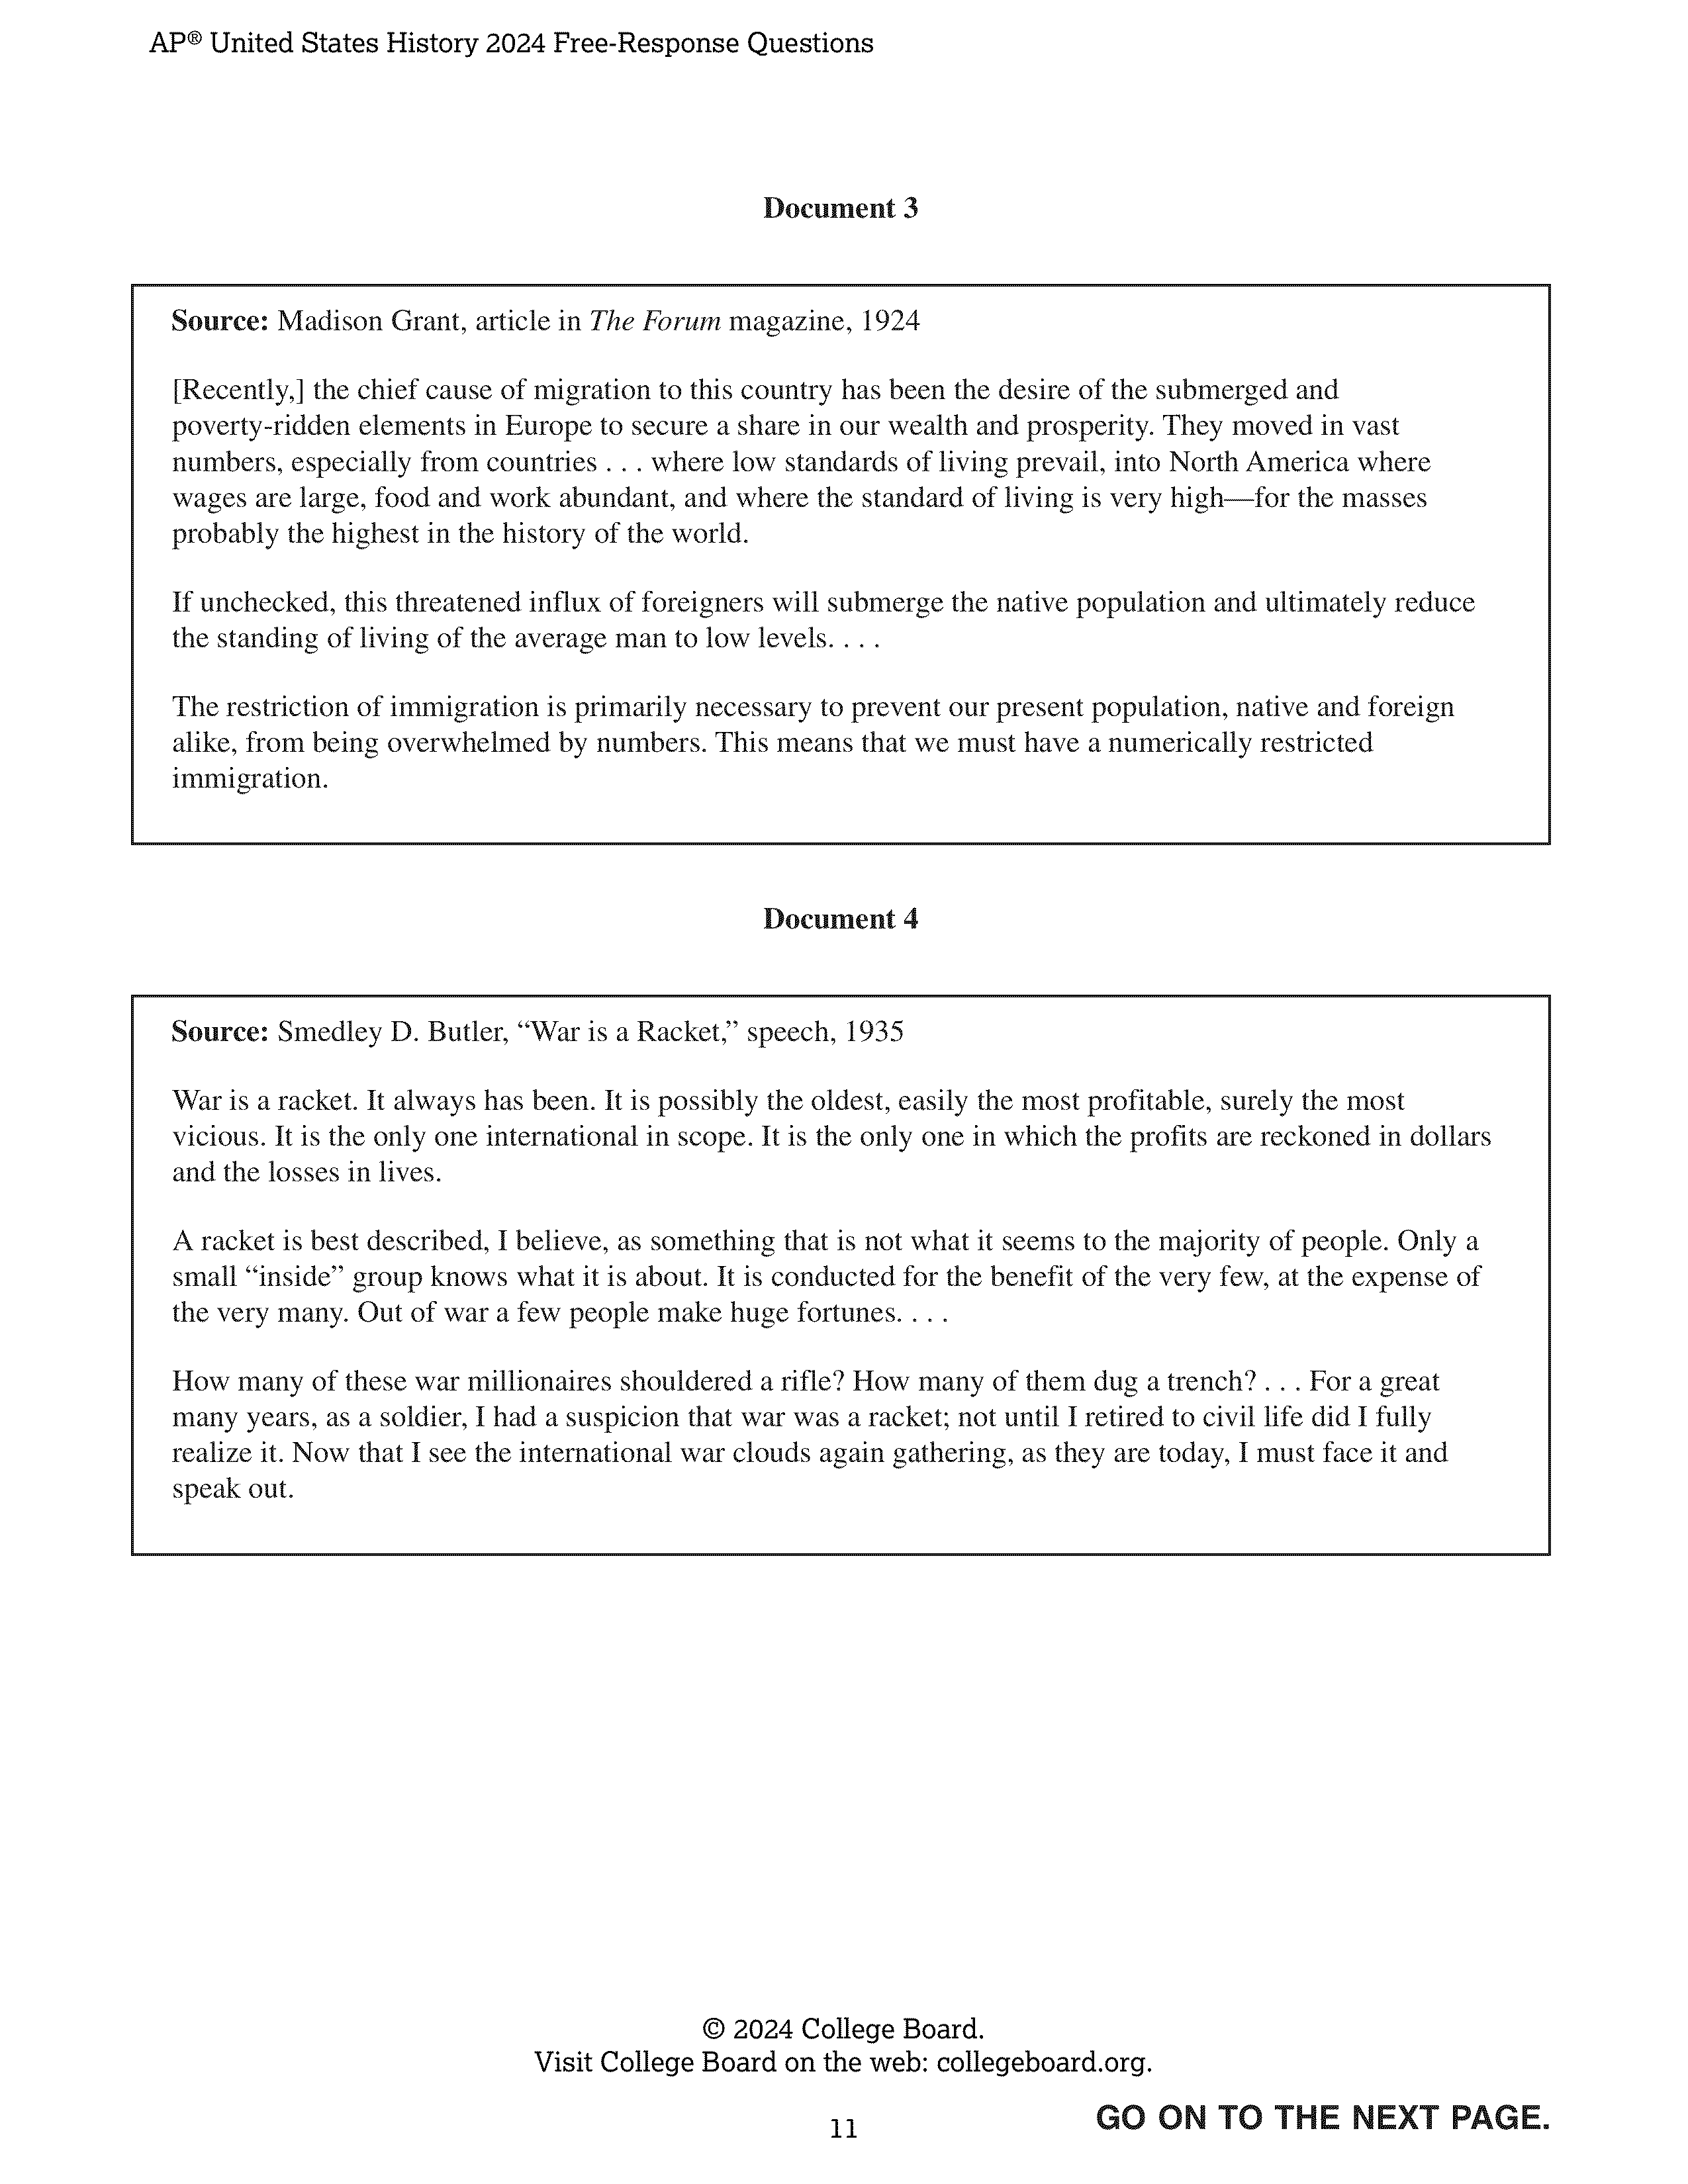 AP® United States History 2024 Free-Response Questions
Document 3
Source: Madison Grant, article in The Forum magazine, 1924
[Recently,] the chief cause of migration to this country has been the desire of the submerged and
poverty-ridden elements in Europe to secure a share in our wealth and prosperity. They moved in vast
numbers, especially from countries . . . where low standards of living prevail, into North America where
wages are large, food and work abundant, and where the standard of living is very high—for the masses
probably the highest in the history of the world.
If unchecked, this threatened influx of foreigners will submerge the native population and ultimately reduce
the standing of living of the average man to low levels. . . .
The restriction of immigration is primarily necessary to prevent our present population, native and foreign
alike, from being overwhelmed by numbers. This means that we must have a numerically restricted
immigration.
Document 4
Source: Smedley D. Butler, “War is a Racket,” speech, 1935
War is a racket. It always has been. It is possibly the oldest, easily the most profitable, surely the most
vicious. It is the only one international in scope. It is the only one in which the profits are reckoned in dollars
and the losses in lives.
A racket is best described, I believe, as something that is not what it seems to the majority of people. Only a
small “inside” group knows what it is about. It is conducted for the benefit of the very few, at the expense of
the very many. Out of war a few people make huge fortunes. . . .
How many of these war millionaires shouldered a rifle? How many of them dug a trench? . . . For a great
many years, as a soldier, I had a suspicion that war was a racket; not until I retired to civil life did I fully
realize it. Now that I see the international war clouds again gathering, as they are today, I must face it and
speak out.
© 2024 College Board.
Visit College Board on the web: collegeboard.org.
GO ON TO THE NEXT PAGE.
11